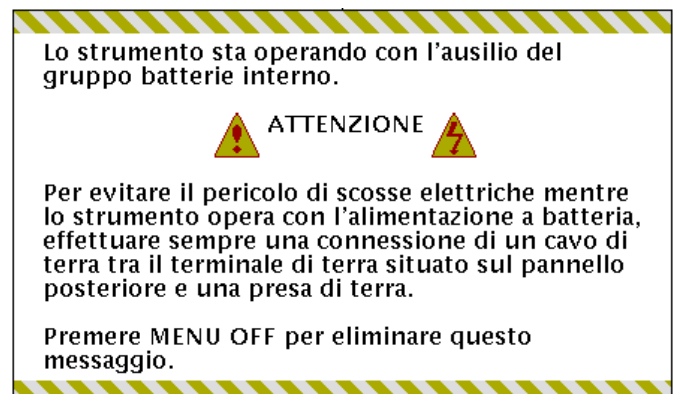 Lo strumento sta operando con l'ausilio del
gruppo batterie interno.
ATTENZIONE
Per evitare il pericolo di scosse elettriche mentre
lo strumento opera con l'alimentazione a batteria,
effettuare sempre una connessione di un cavo di
terra tra il terminale di terra situato sul pannello
posteriore e una presa di terra.
Premere MENU OFF per eliminare questo
messaggio.